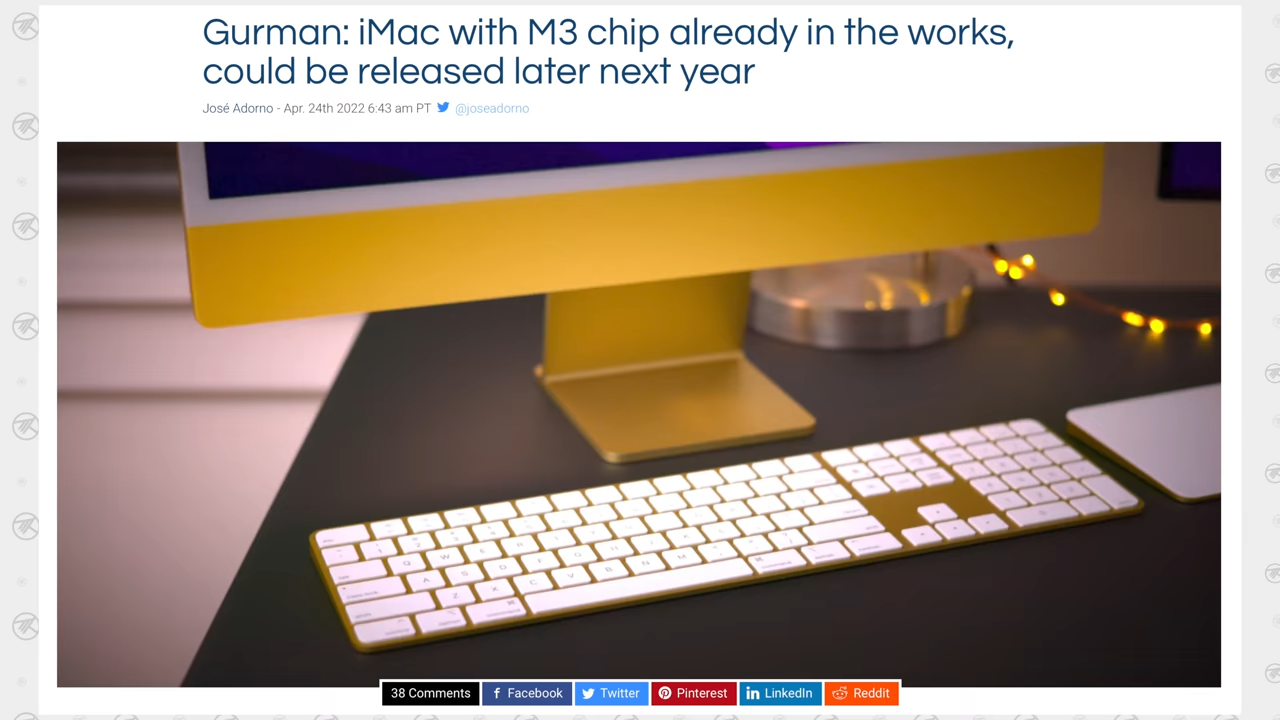 Gurman: iMac with M3 chip already in the works,
could be released later next year
José Adorno - Apr. 24th 2022 6:43 am PT @joseadorno
38 Comments Facebook Twitter Pinterest LinkedIn Reddit